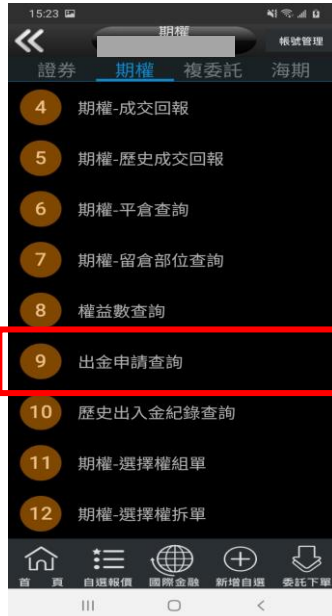 15:23
期權
帳號管理
證券 期權 複委託 海期
4 期權-成交回報
5 期權-歷史成交回報
6 期權-平倉查詢
7 期權-留倉部位查詢
8 權益數查詢
9 出金申請查詢
10 歷史出入金紀錄查詢
11 期權-選擇權組單
12 期權-選擇權拆單
首 頁 自選報價 國際金融 新增自選 委託下單